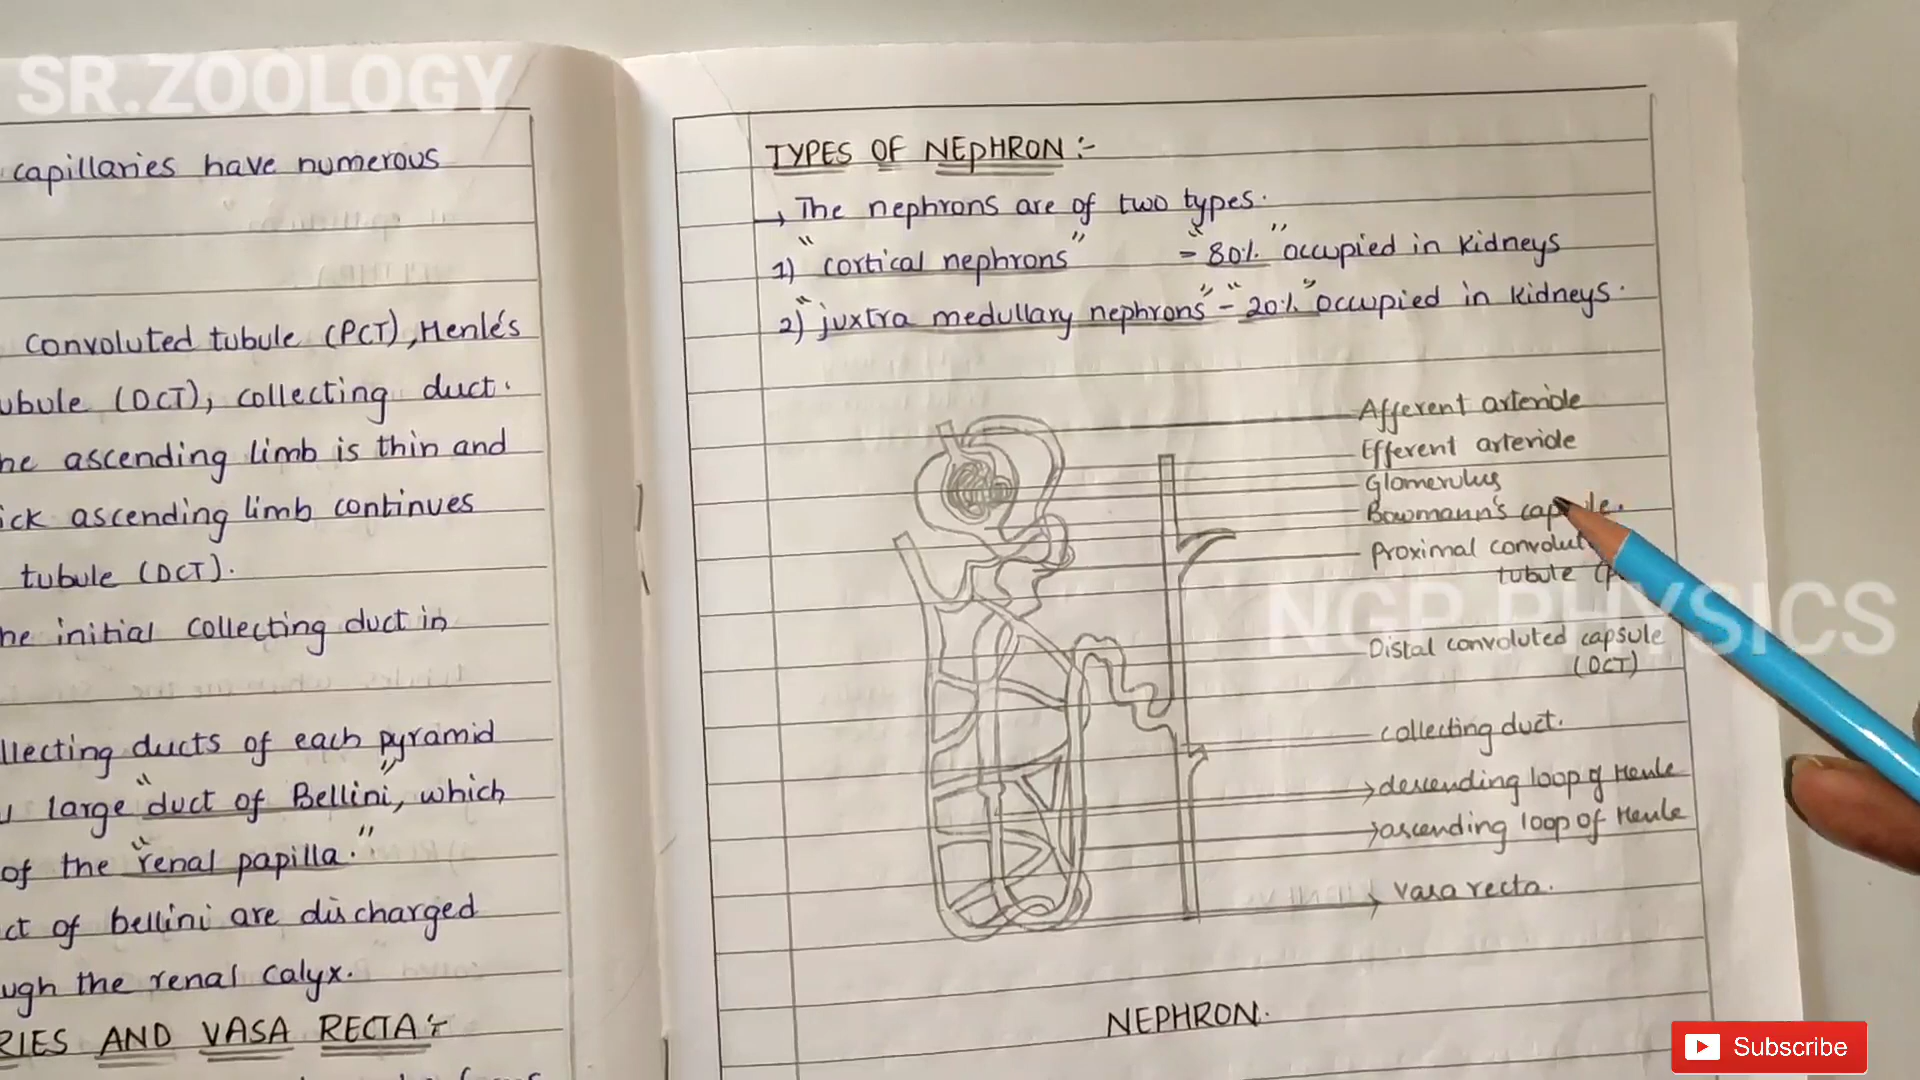 SR.ZOOLOGY
capillaries have numerous
convoluted tubule (PCT), Henle's
ubule (DCT), collecting duct.
he ascending limb is thin and
ick ascending limb continues
tubule (DCT).
he initial collecting duct in
llecting ducts of each pyramid
large "duct of Bellini", which
of the "renal papilla."
ct of bellini are discharged
ugh the renal calyx.
RIES AND VASA RECTA:-
TYPES OF NEPHRON :-
→ The nephrons are of two types.
1) "cortical nephrons" - "80%" occupied in kidneys
2) "juxtra medullary nephrons" - "20%" occupied in kidneys.
Afferent arteriole
Efferent arteriole
Glomerulus
Bowmann's capsule.
proximal convolut
tubule (P
NGP PHYSICS
Distal convoluted capsule
(DCT)
collecting duct.
descending loop of Henle
ascending loop of Henle
vasa recta.
NEPHRON.
Subscribe